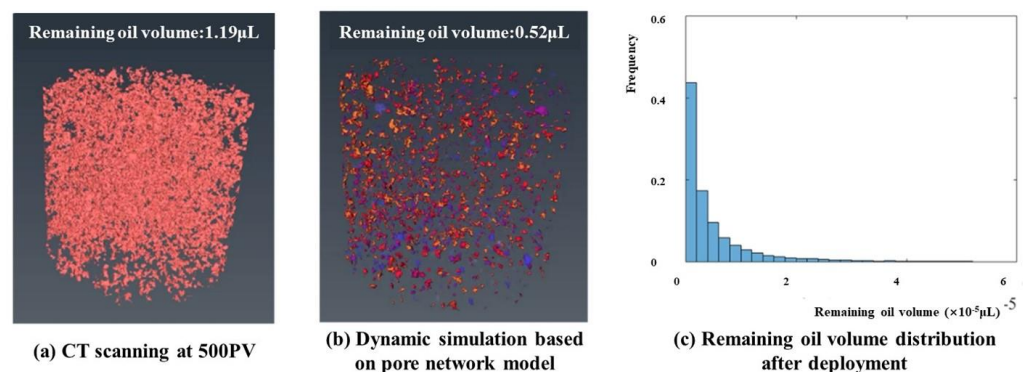 Remaining oil volume:1.19μL
(a) CT scanning at 500PV
Remaining oil volume:0.52μL
(b) Dynamic simulation based
on pore network model
0.6
0.4
0.2
0
Frequency
0
2
4
6
Remaining oil volume (×10-5μL) -5
(c) Remaining oil volume distribution
after deployment